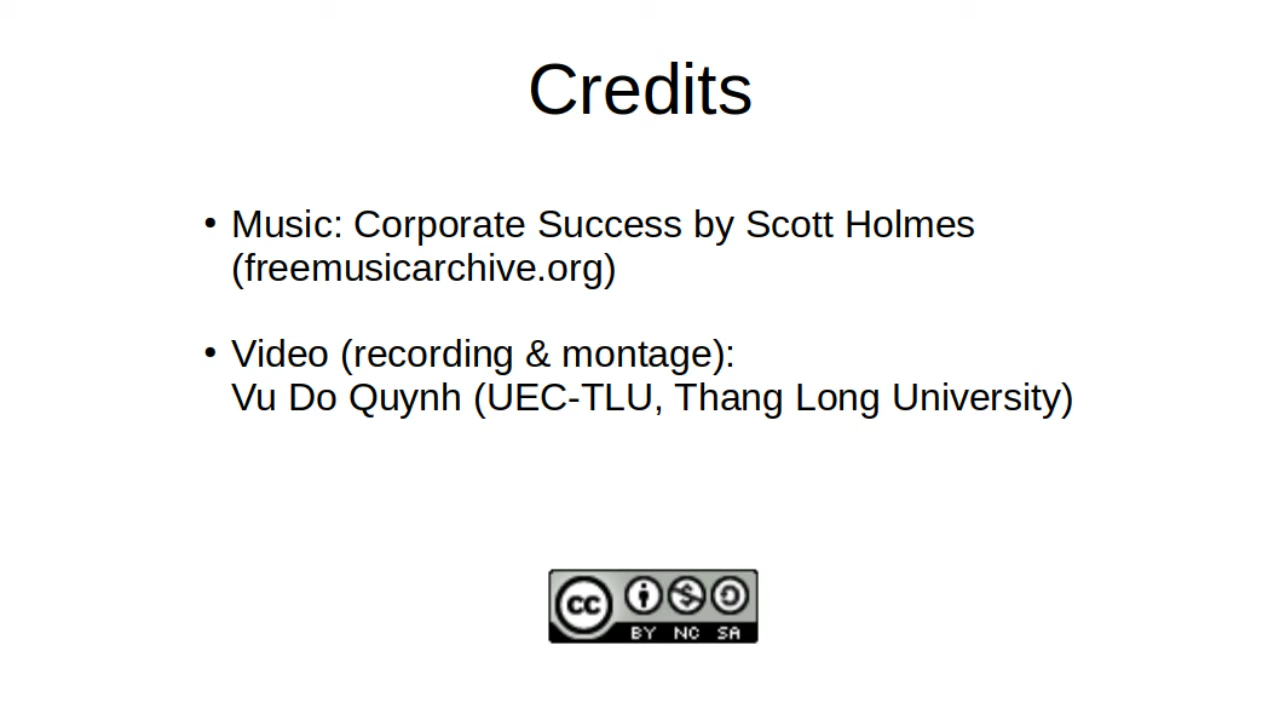 Credits
• Music: Corporate Success by Scott Holmes
(freemusicarchive.org)
• Video (recording & montage):
Vu Do Quynh (UEC-TLU, Thang Long University)
cc
BY NC SA